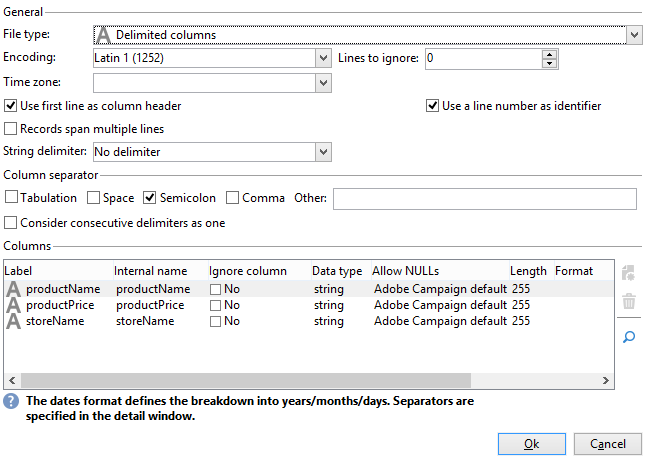 General
File type: Delimited columns
Encoding: Latin 1 (1252) Lines to ignore: 0
Time zone:
Use first line as column header Use a line number as identifier
Records span multiple lines
String delimiter: No delimiter
Column separator
Tabulation Space Semicolon Comma Other:
Consider consecutive delimiters as one
Columns
Label Internal name Ignore column Data type Allow NULLs Length Format
productName productName No string Adobe Campaign default 255
productPrice productPrice No string Adobe Campaign default 255
storeName storeName No string Adobe Campaign default 255
The dates format defines the breakdown into years/months/days. Separators are
specified in the detail window.
Ok Cancel